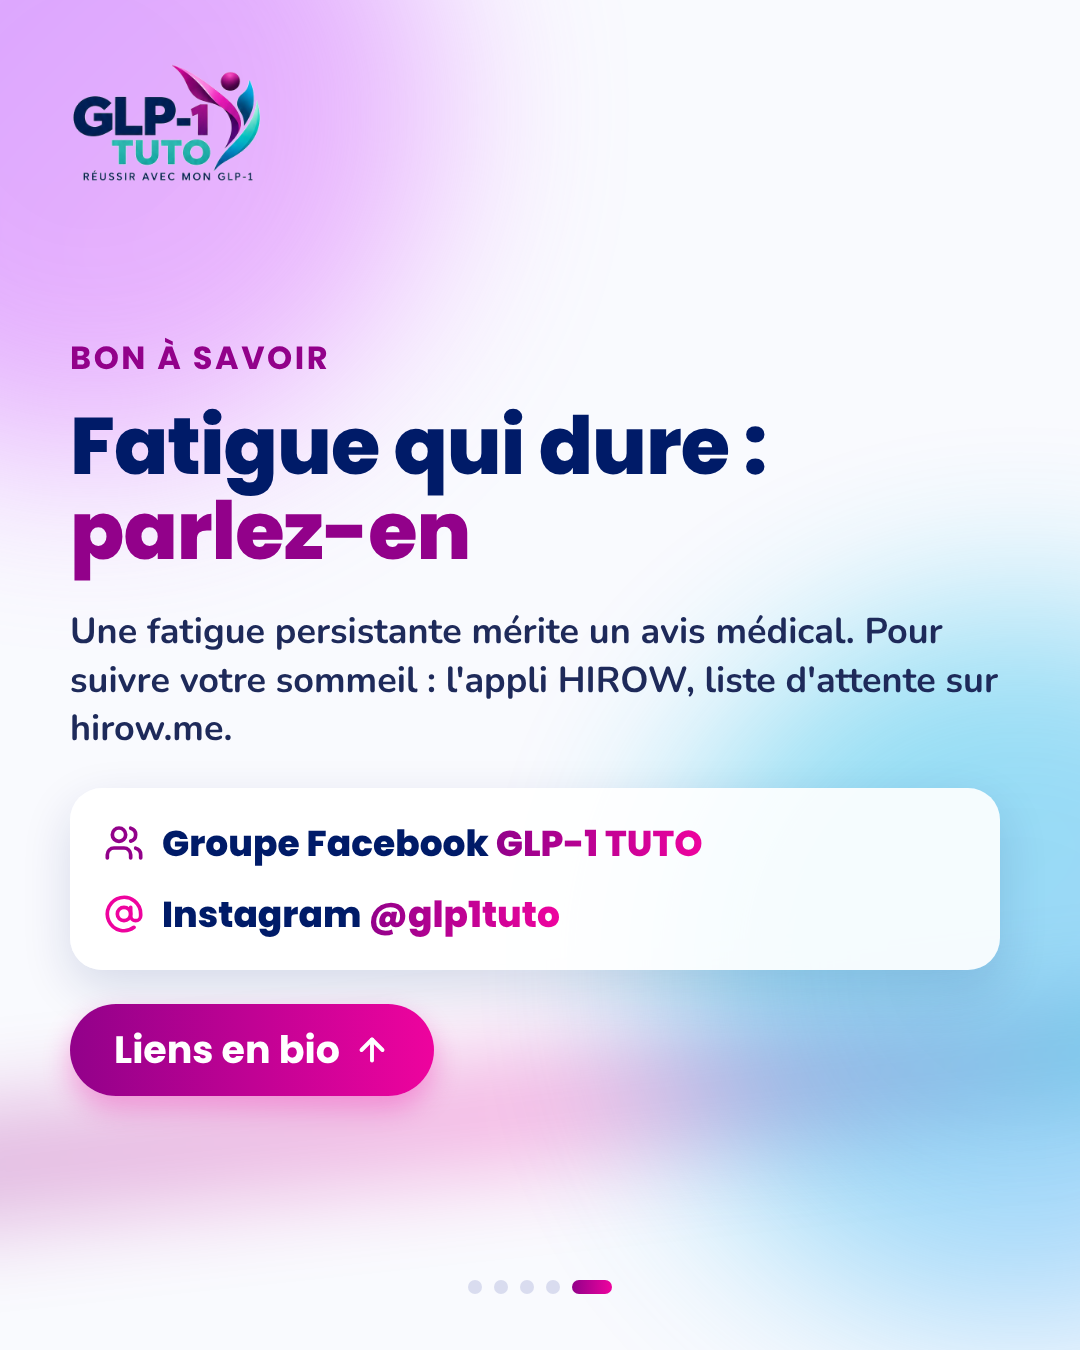 GLP-1
TUTO
RÉUSSIR AVEC MON GLP-1
BON À SAVOIR
Fatigue qui dure :
parlez-en
Une fatigue persistante mérite un avis médical. Pour
suivre votre sommeil : l'appli HIROW, liste d'attente sur
hirow.me.
Groupe Facebook GLP-1 TUTO
Instagram @glp1tuto
Liens en bio ↑